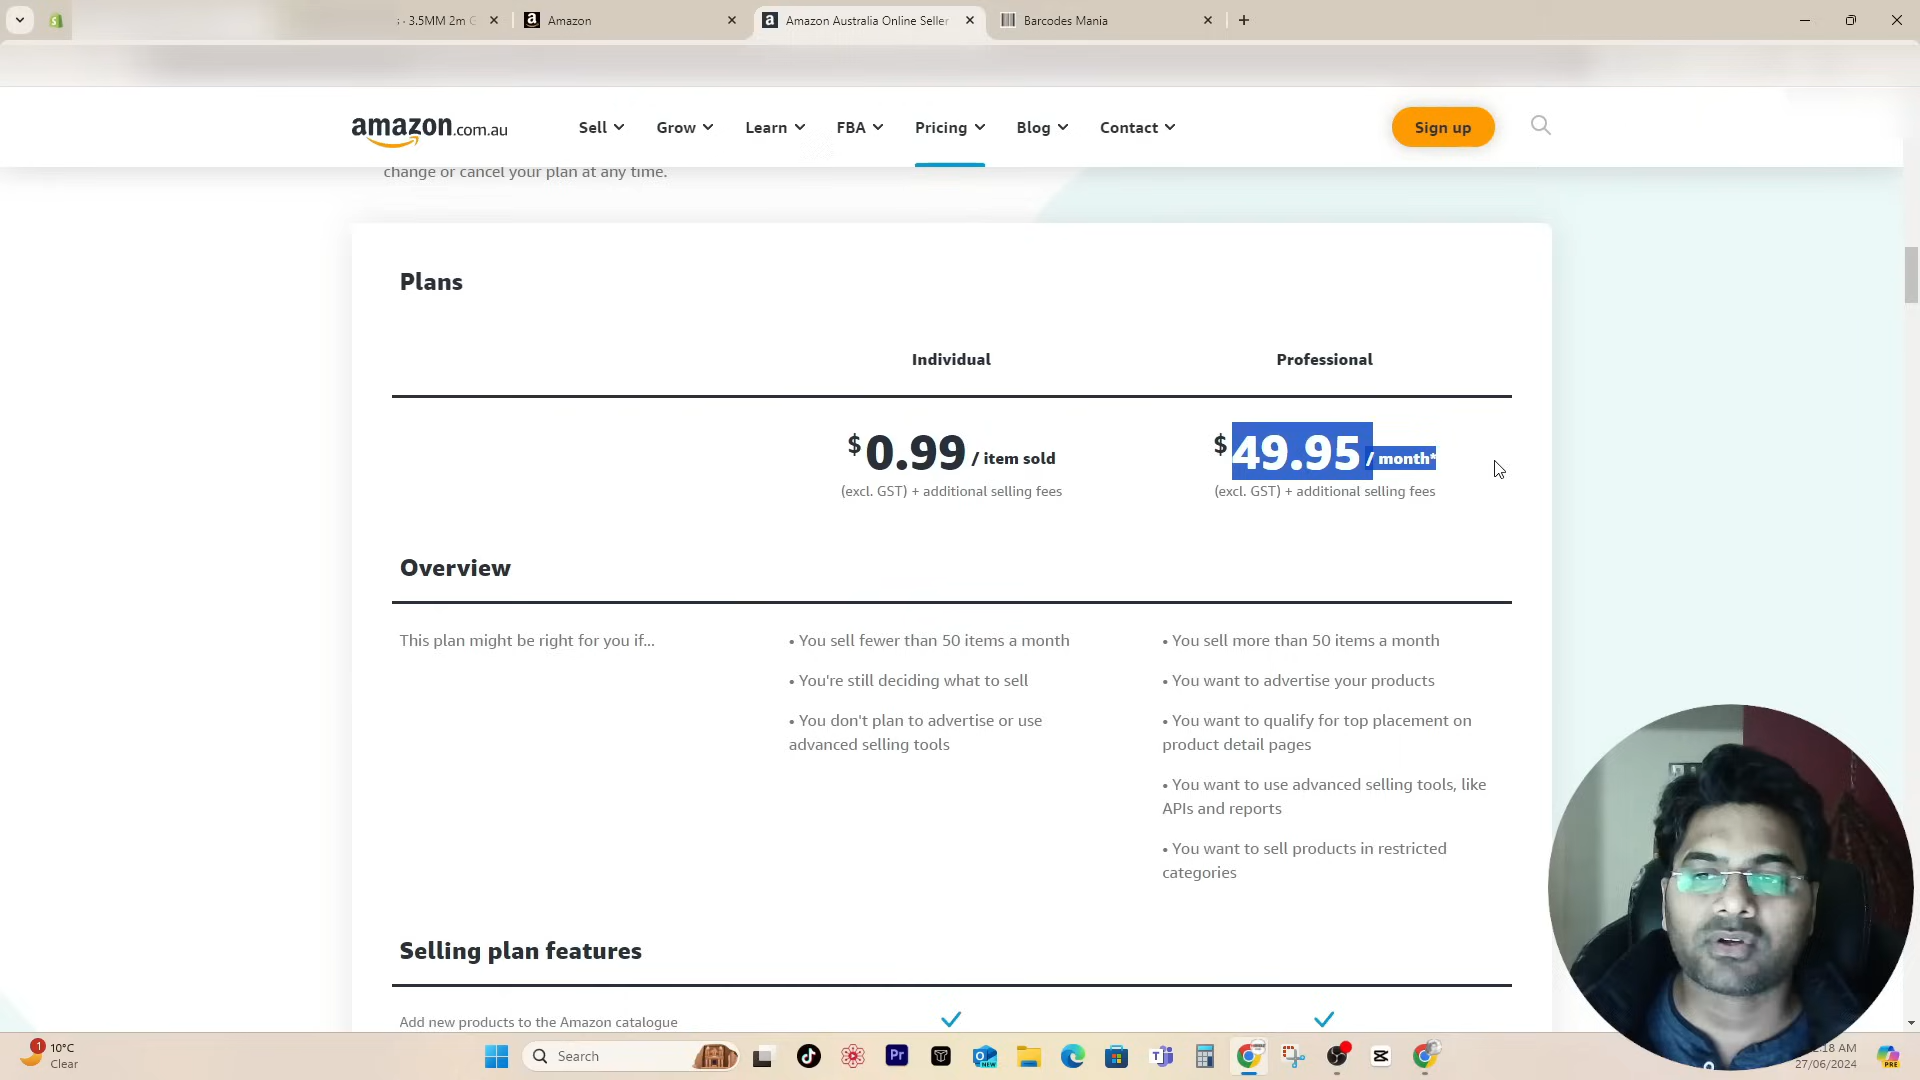 3.5MM 2m
Amazon
Amazon Australia Online Seller
Barcodes Mania
amazon.com.au
Sell
Grow
Learn
FBA
Pricing
Blog
Contact
Sign up
change or cancel your plan at any time.
Plans
Individual
Professional
$0.99 / item sold
$49.95 / month*
(excl. GST) + additional selling fees
(excl. GST) + additional selling fees
Overview
This plan might be right for you if...
• You sell fewer than 50 items a month
• You're still deciding what to sell
• You don't plan to advertise or use
advanced selling tools
• You sell more than 50 items a month
• You want to advertise your products
• You want to qualify for top placement on
product detail pages
• You want to use advanced selling tools, like
APIs and reports
• You want to sell products in restricted
categories
Selling plan features
Add new products to the Amazon catalogue
1
10°C
Clear
Search
Pr
NEW
:18 AM
27/06/2024
PRE